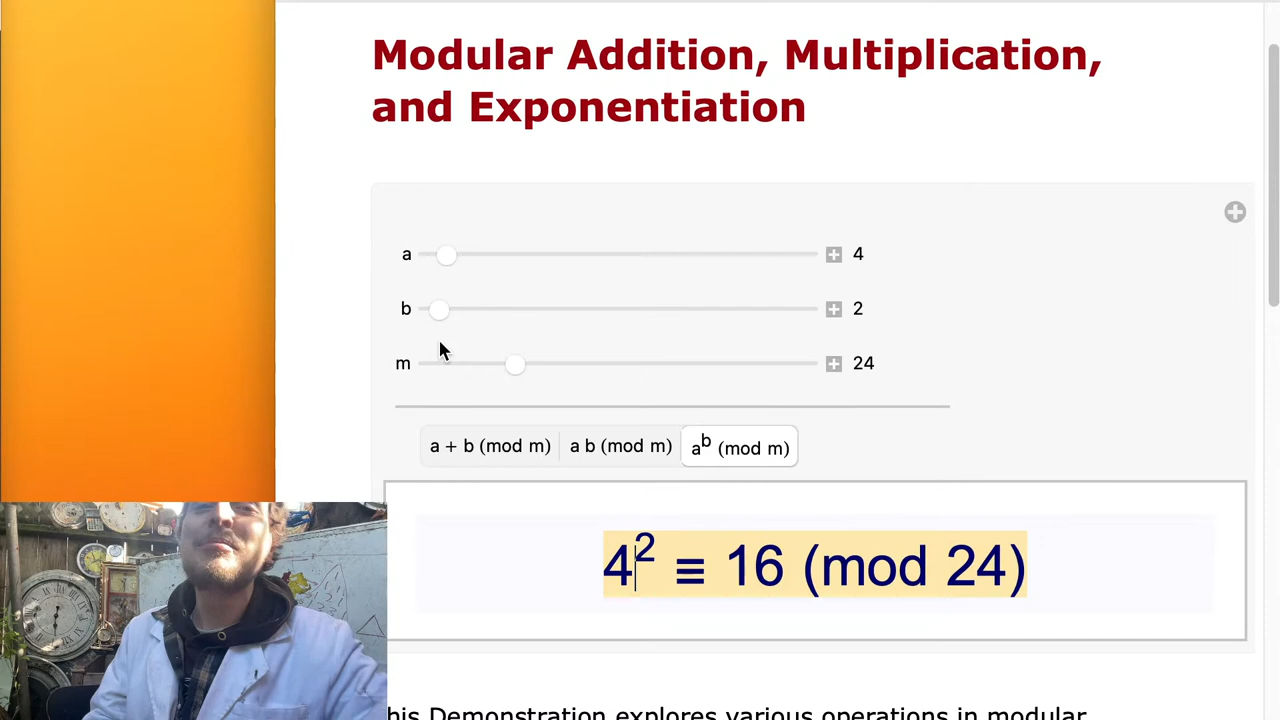 Modular Addition, Multiplication,
and Exponentiation
a 4
b 2
m 24
a + b (mod m) a b (mod m) a^b (mod m)
4² ≡ 16 (mod 24)
his Demonstration explores various operations in modular